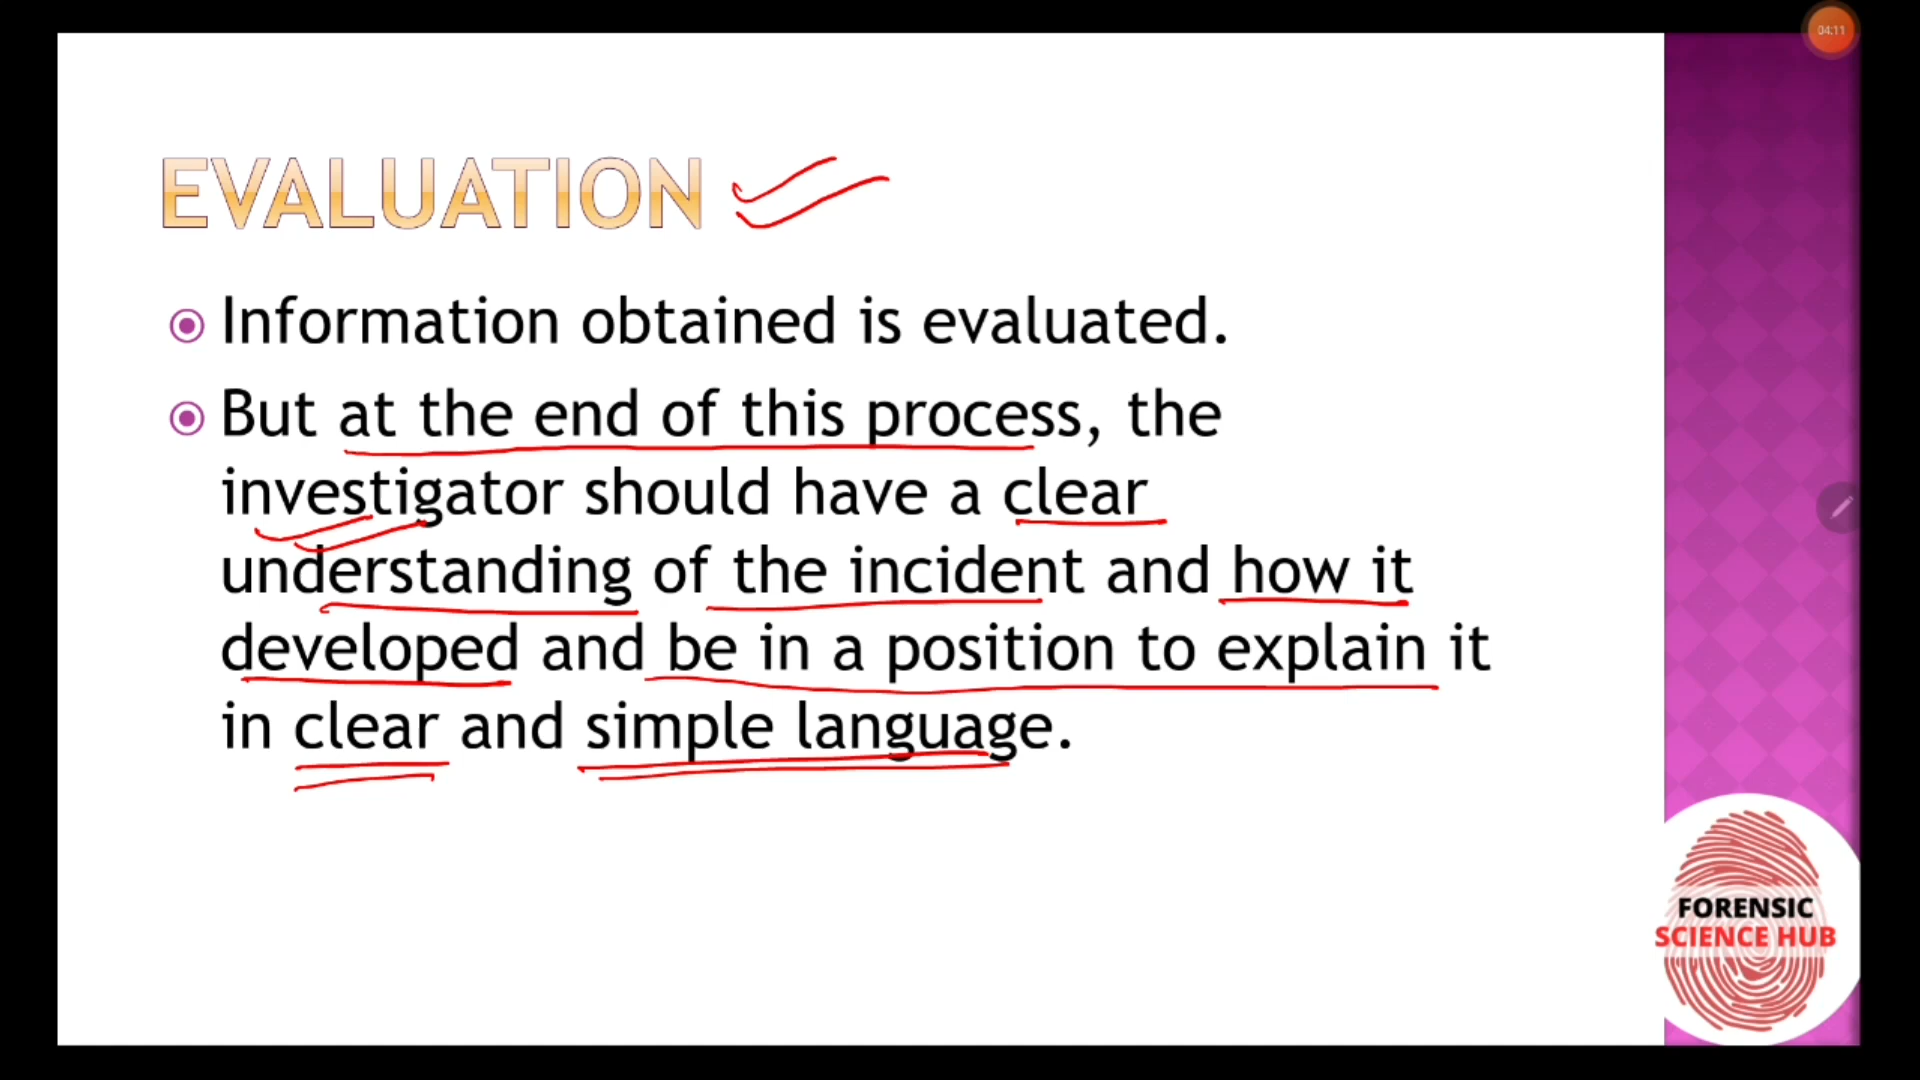 04:11
EVALUATION
Information obtained is evaluated.
But at the end of this process, the
investigator should have a clear
understanding of the incident and how it
developed and be in a position to explain it
in clear and simple language.
FORENSIC
SCIENCE HUB